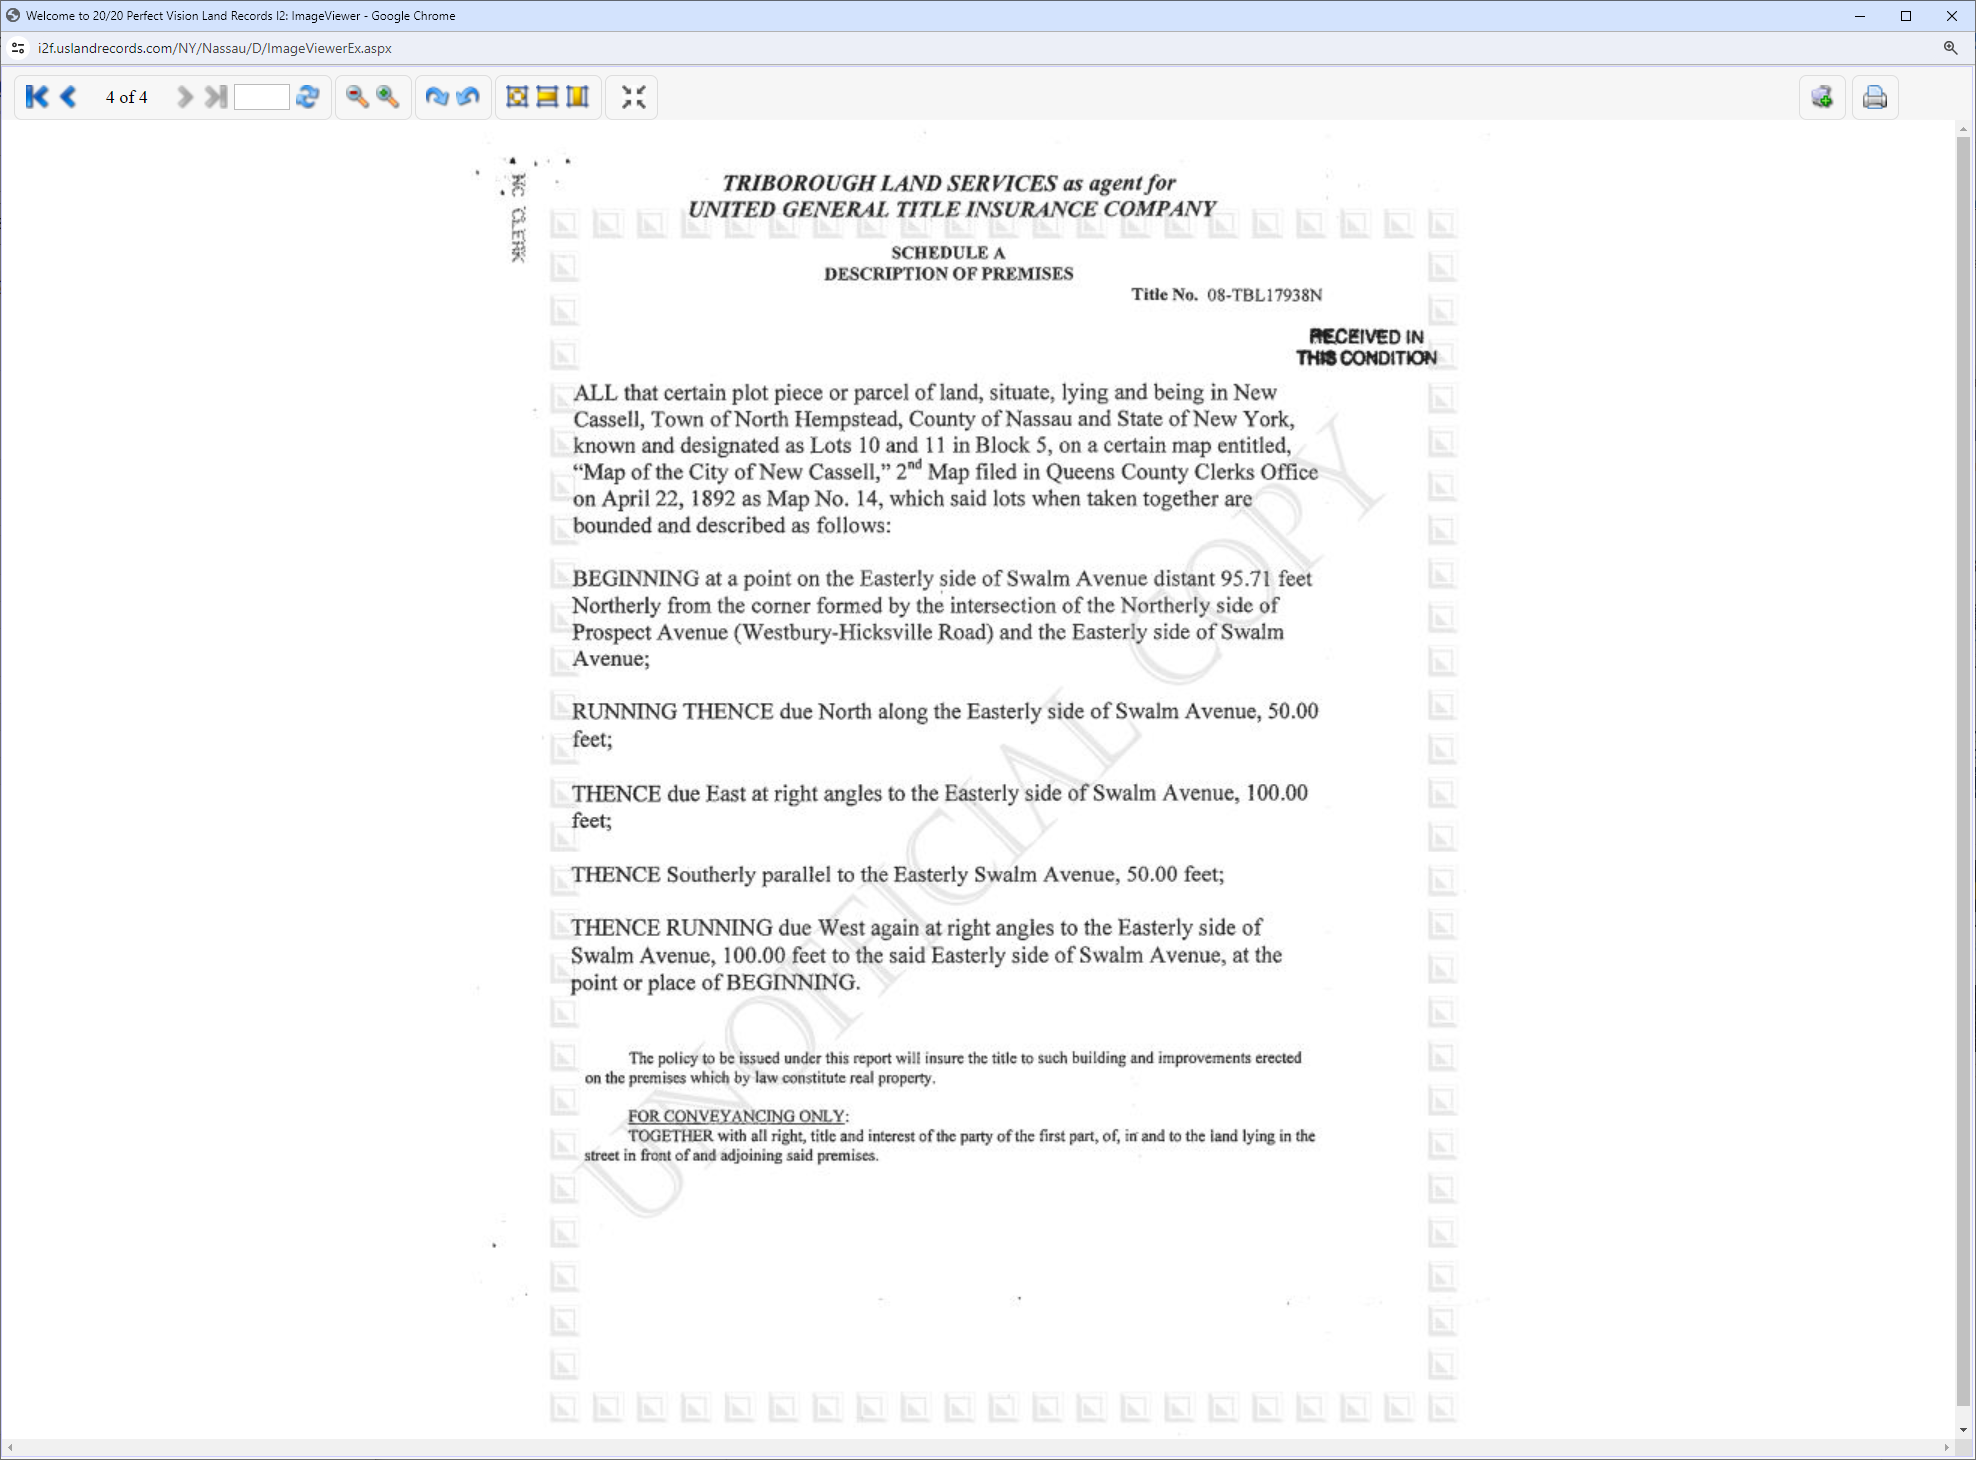 Welcome to 20/20 Perfect Vision Land Records I2: ImageViewer - Google Chrome
i2f.uslandrecords.com/NY/Nassau/D/ImageViewerEx.aspx
4 of 4
NC CLERK
TRIBOROUGH LAND SERVICES as agent for
UNITED GENERAL TITLE INSURANCE COMPANY
SCHEDULE A
DESCRIPTION OF PREMISES
Title No. 08-TBL17938N
RECEIVED IN
THIS CONDITION
ALL that certain plot piece or parcel of land, situate, lying and being in New
Cassell, Town of North Hempstead, County of Nassau and State of New York,
known and designated as Lots 10 and 11 in Block 5, on a certain map entitled,
“Map of the City of New Cassell,” 2nd Map filed in Queens County Clerks Office
on April 22, 1892 as Map No. 14, which said lots when taken together are
bounded and described as follows:
BEGINNING at a point on the Easterly side of Swalm Avenue distant 95.71 feet
Northerly from the corner formed by the intersection of the Northerly side of
Prospect Avenue (Westbury-Hicksville Road) and the Easterly side of Swalm
Avenue;
RUNNING THENCE due North along the Easterly side of Swalm Avenue, 50.00
feet;
THENCE due East at right angles to the Easterly side of Swalm Avenue, 100.00
feet;
THENCE Southerly parallel to the Easterly Swalm Avenue, 50.00 feet;
THENCE RUNNING due West again at right angles to the Easterly side of
Swalm Avenue, 100.00 feet to the said Easterly side of Swalm Avenue, at the
point or place of BEGINNING.
The policy to be issued under this report will insure the title to such building and improvements erected
on the premises which by law constitute real property.
FOR CONVEYANCING ONLY:
TOGETHER with all right, title and interest of the party of the first part, of, in and to the land lying in the
street in front of and adjoining said premises.
UNOFFICIAL COPY